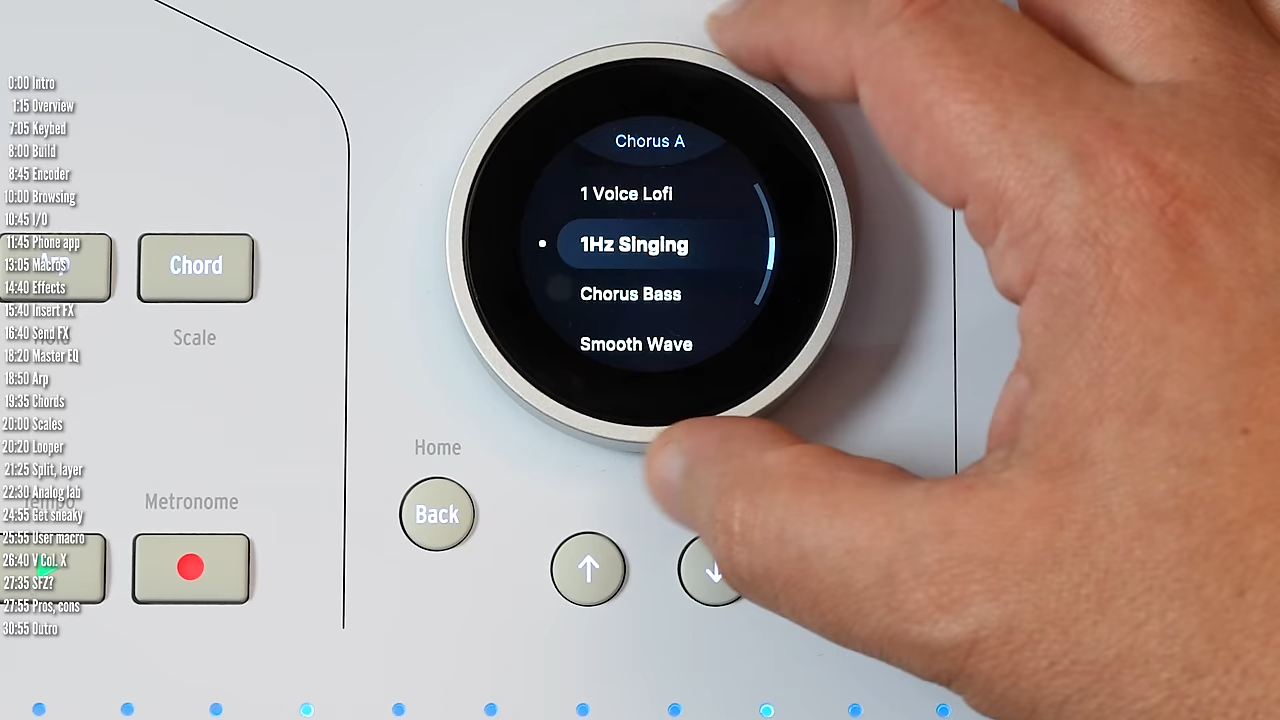 0:00 Intro
1:15 Overview
7:05 Keybed
8:00 Build
8:45 Encoder
10:00 Browsing
10:45 I/O
11:45 Phone app
13:05 Macros
14:40 Effects
15:40 Insert FX
16:40 Send FX
18:20 Master EQ
18:50 Arp
19:35 Chords
20:00 Scales
20:20 Looper
21:25 Split, layer
22:30 Analog lab
24:55 Get sneaky
25:55 User macro
26:40 V Col. X
27:35 SFZ?
27:55 Pros, cons
30:55 Outro
Arp
Chord
Hold
Scale
Tempo
Metronome
Chorus A
1 Voice Lofi
1Hz Singing
Chorus Bass
Smooth Wave
Home
Back